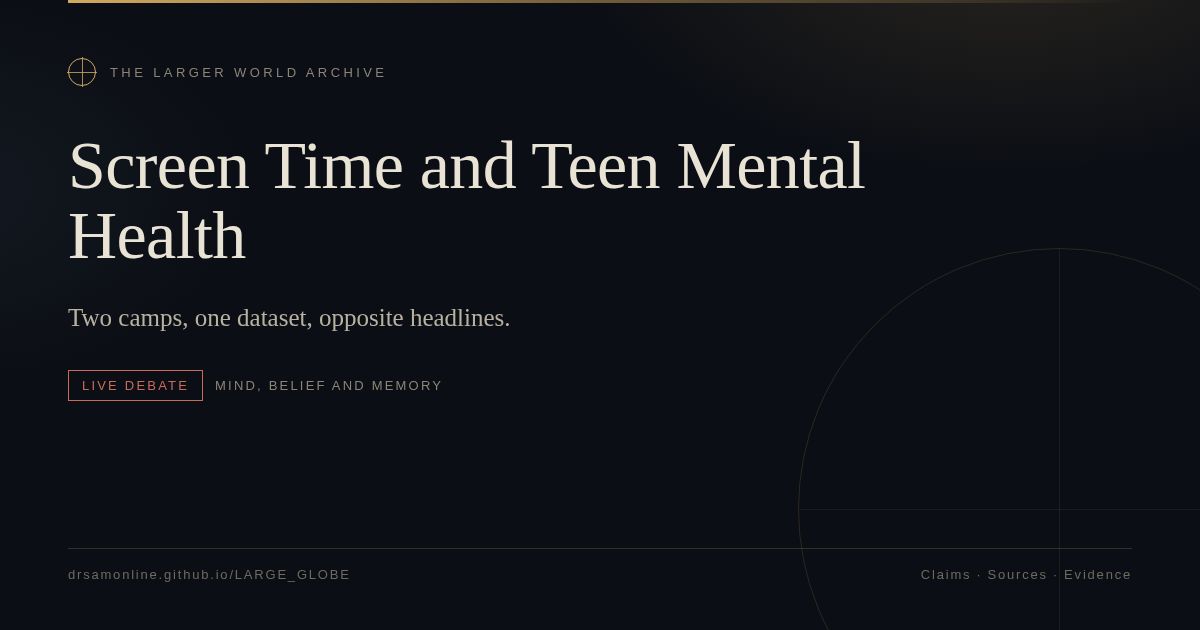 THE LARGER WORLD ARCHIVE
Screen Time and Teen Mental
Health
Two camps, one dataset, opposite headlines.
LIVE DEBATE MIND, BELIEF AND MEMORY
drsamonline.github.io/LARGE_GLOBE
Claims · Sources · Evidence